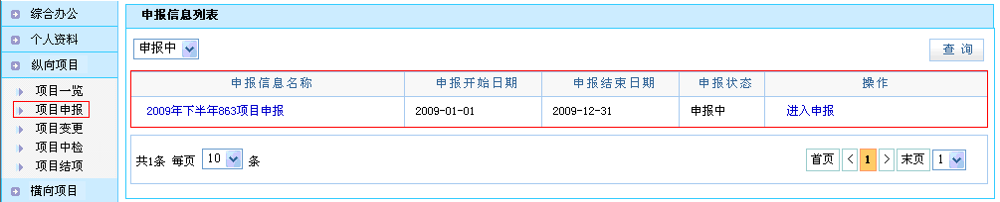 综合办公
个人资料
纵向项目
项目一览
项目申报
项目变更
项目中检
项目结项
横向项目
申报信息列表
申报中
查 询
申报信息名称 申报开始日期 申报结束日期 申报状态 操作
2009年下半年863项目申报 2009-01-01 2009-12-31 申报中 进入申报
共1条 每页 10 条 首页 < 1 > 末页 1